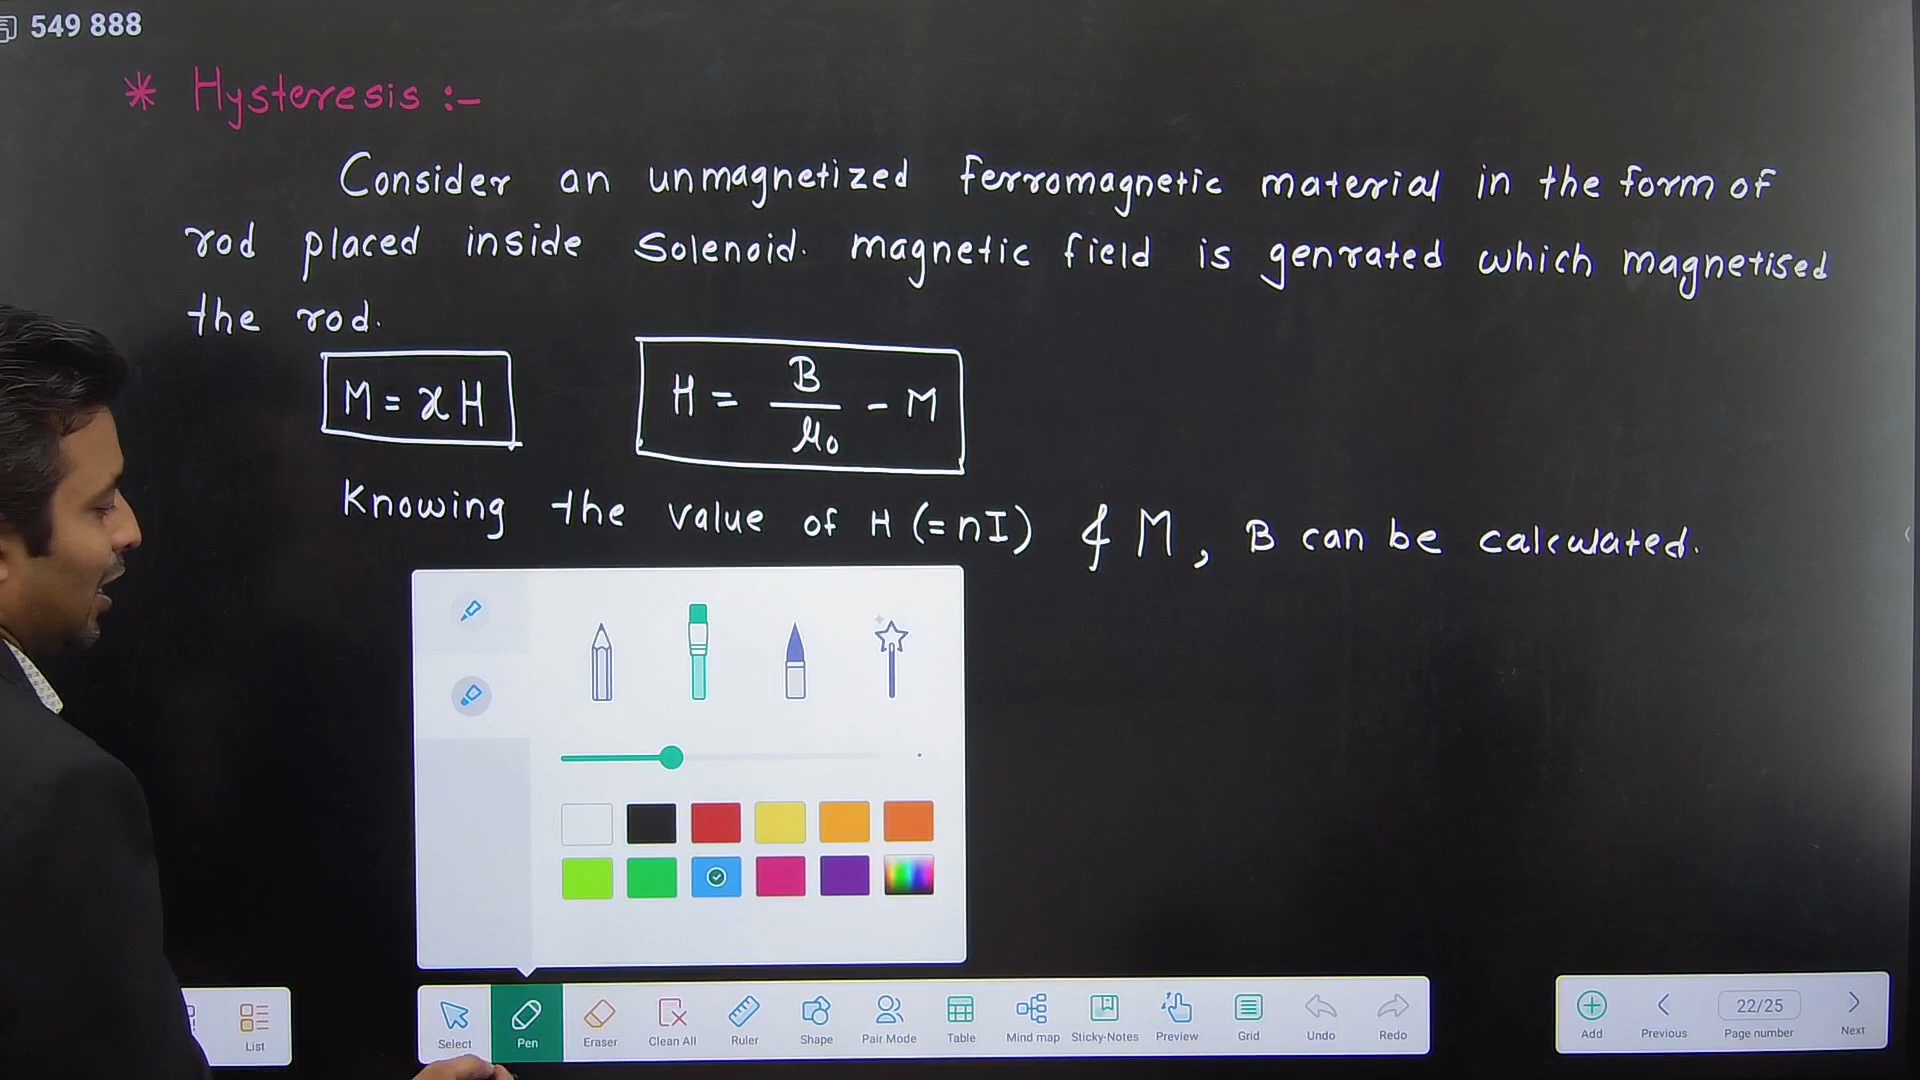 549 888
* Hysteresis :-
Consider an unmagnetized ferromagnetic material in the form of
rod placed inside solenoid. magnetic field is genrated which magnetised
the rod.
M = χH
H = B/μ₀ - M
Knowing the value of H (=nI) & M, B can be calculated.
List
Select Pen Eraser Clean All Ruler Shape Pair Mode Table Mind map Sticky-Notes Preview Grid Undo Redo
Add Previous 22/25 Page number Next